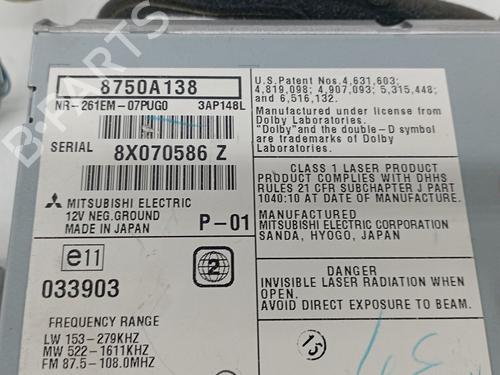 8750A138
NR-261EM-07PUG0 3AP148L
SERIAL 8X070586 Z
MITSUBISHI ELECTRIC
12V NEG.GROUND
MADE IN JAPAN P-01
e11
2
033903
FREQUENCY RANGE
LW 153-279KHZ
MW 522-1611KHZ
FM 87.5-108.0MHZ
U.S.Patent Nos.4,631,603;
4,819,098; 4,907,093; 5,315,448;
and 6,516,132.
Manufactured under license from
Dolby Laboratories.
"Dolby" and the double-D symbol
are trademarks of Dolby
Laboratories.
CLASS 1 LASER PRODUCT
PRODUCT COMPLIES WITH DHHS
RULES 21 CFR SUBCHAPTER J PART
1040:10 AT DATE OF MANUFACTURE.
MANUFACTURED
MITSUBISHI ELECTRIC CORPORATION
SANDA, HYOGO, JAPAN
DANGER
INVISIBLE LASER RADIATION WHEN
OPEN.
AVOID DIRECT EXPOSURE TO BEAM.
15
B-PARTS